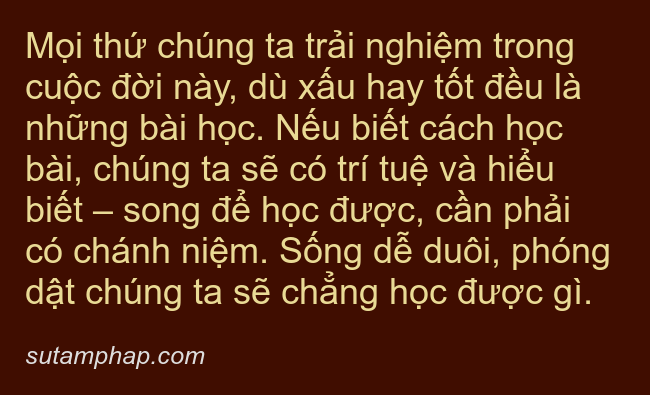 Mọi thứ chúng ta trải nghiệm trong
cuộc đời này, dù xấu hay tốt đều là
những bài học. Nếu biết cách học
bài, chúng ta sẽ có trí tuệ và hiểu
biết – song để học được, cần phải
có chánh niệm. Sống dễ duôi, phóng
dật chúng ta sẽ chẳng học được gì.
sutamphap.com